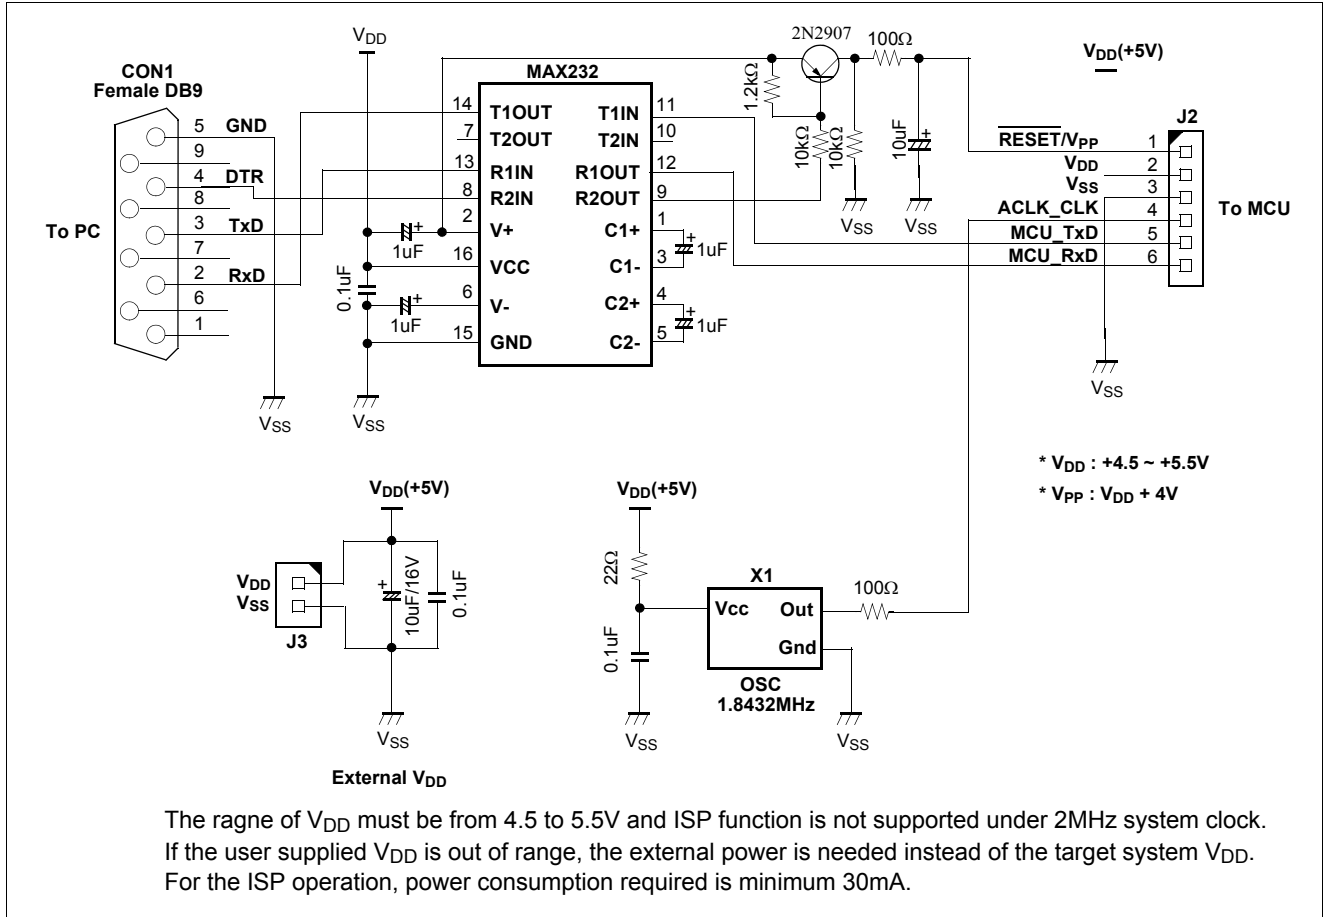 VDD
2N2907
100Ω
VDD(+5V)
CON1
Female DB9
MAX232
1.2kΩ
J2
5 GND
9
4 DTR
8
3 TxD
7
2 RxD
6
1
To PC
14 T1OUT
7 T2OUT
13 R1IN
8 R2IN
2 V+
16 VCC
6 V-
15 GND
T1IN 11
T2IN 10
R1OUT 12
R2OUT 9
C1+ 1
C1- 3
C2+ 4
C2- 5
+
1uF
0.1uF
+
1uF
+
1uF
+
1uF
10kΩ
10kΩ
10uF
+
VSS
VSS
RESET/VPP 1
VDD 2
VSS 3
ACLK_CLK 4
MCU_TxD 5
MCU_RxD 6
To MCU
VSS
VSS
VSS
* VDD : +4.5 ~ +5.5V
* VPP : VDD + 4V
VDD(+5V)
VDD
VSS
J3
+
10uF/16V
0.1uF
VSS
External VDD
VDD(+5V)
22Ω
0.1uF
VSS
X1
Vcc Out
Gnd
OSC
1.8432MHz
100Ω
VSS
The ragne of VDD must be from 4.5 to 5.5V and ISP function is not supported under 2MHz system clock.
If the user supplied VDD is out of range, the external power is needed instead of the target system VDD.
For the ISP operation, power consumption required is minimum 30mA.